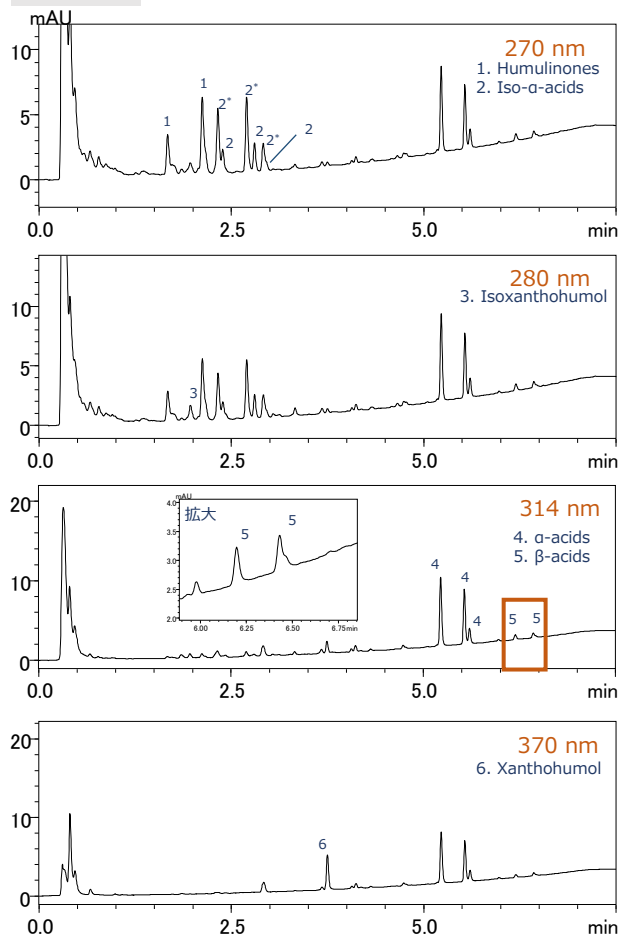 mAU
270 nm
1. Humulinones
2. Iso-α-acids
10
5
0
1
1
2*
2
2*
2
2*
2
0.0
2.5
5.0
min
280 nm
3. Isoxanthohumol
10
5
0
3
0.0
2.5
5.0
min
314 nm
4. α-acids
5. β-acids
20
10
0
mAU
拡大
4.0
3.5
3.0
2.5
2.0
5
5
6.00
6.25
6.50
6.75min
4
4
4
5
5
0.0
2.5
5.0
min
370 nm
6. Xanthohumol
20
10
0
6
0.0
2.5
5.0
min